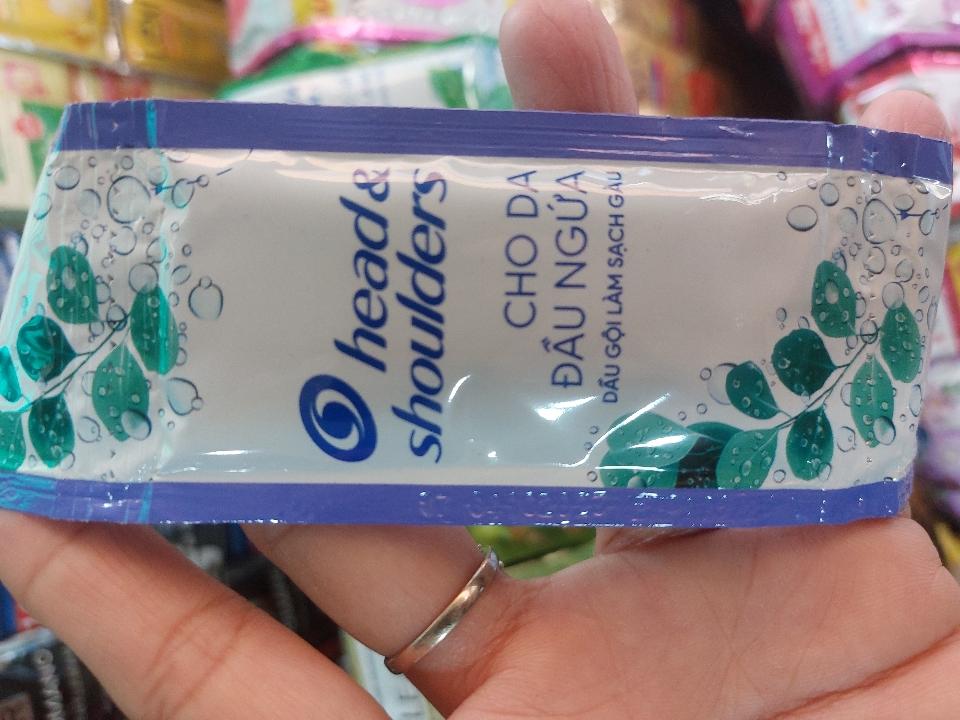 head &
shoulders
CHO DA
ĐẦU NGỨA
DẦU GỘI LÀM SẠCH GÀU